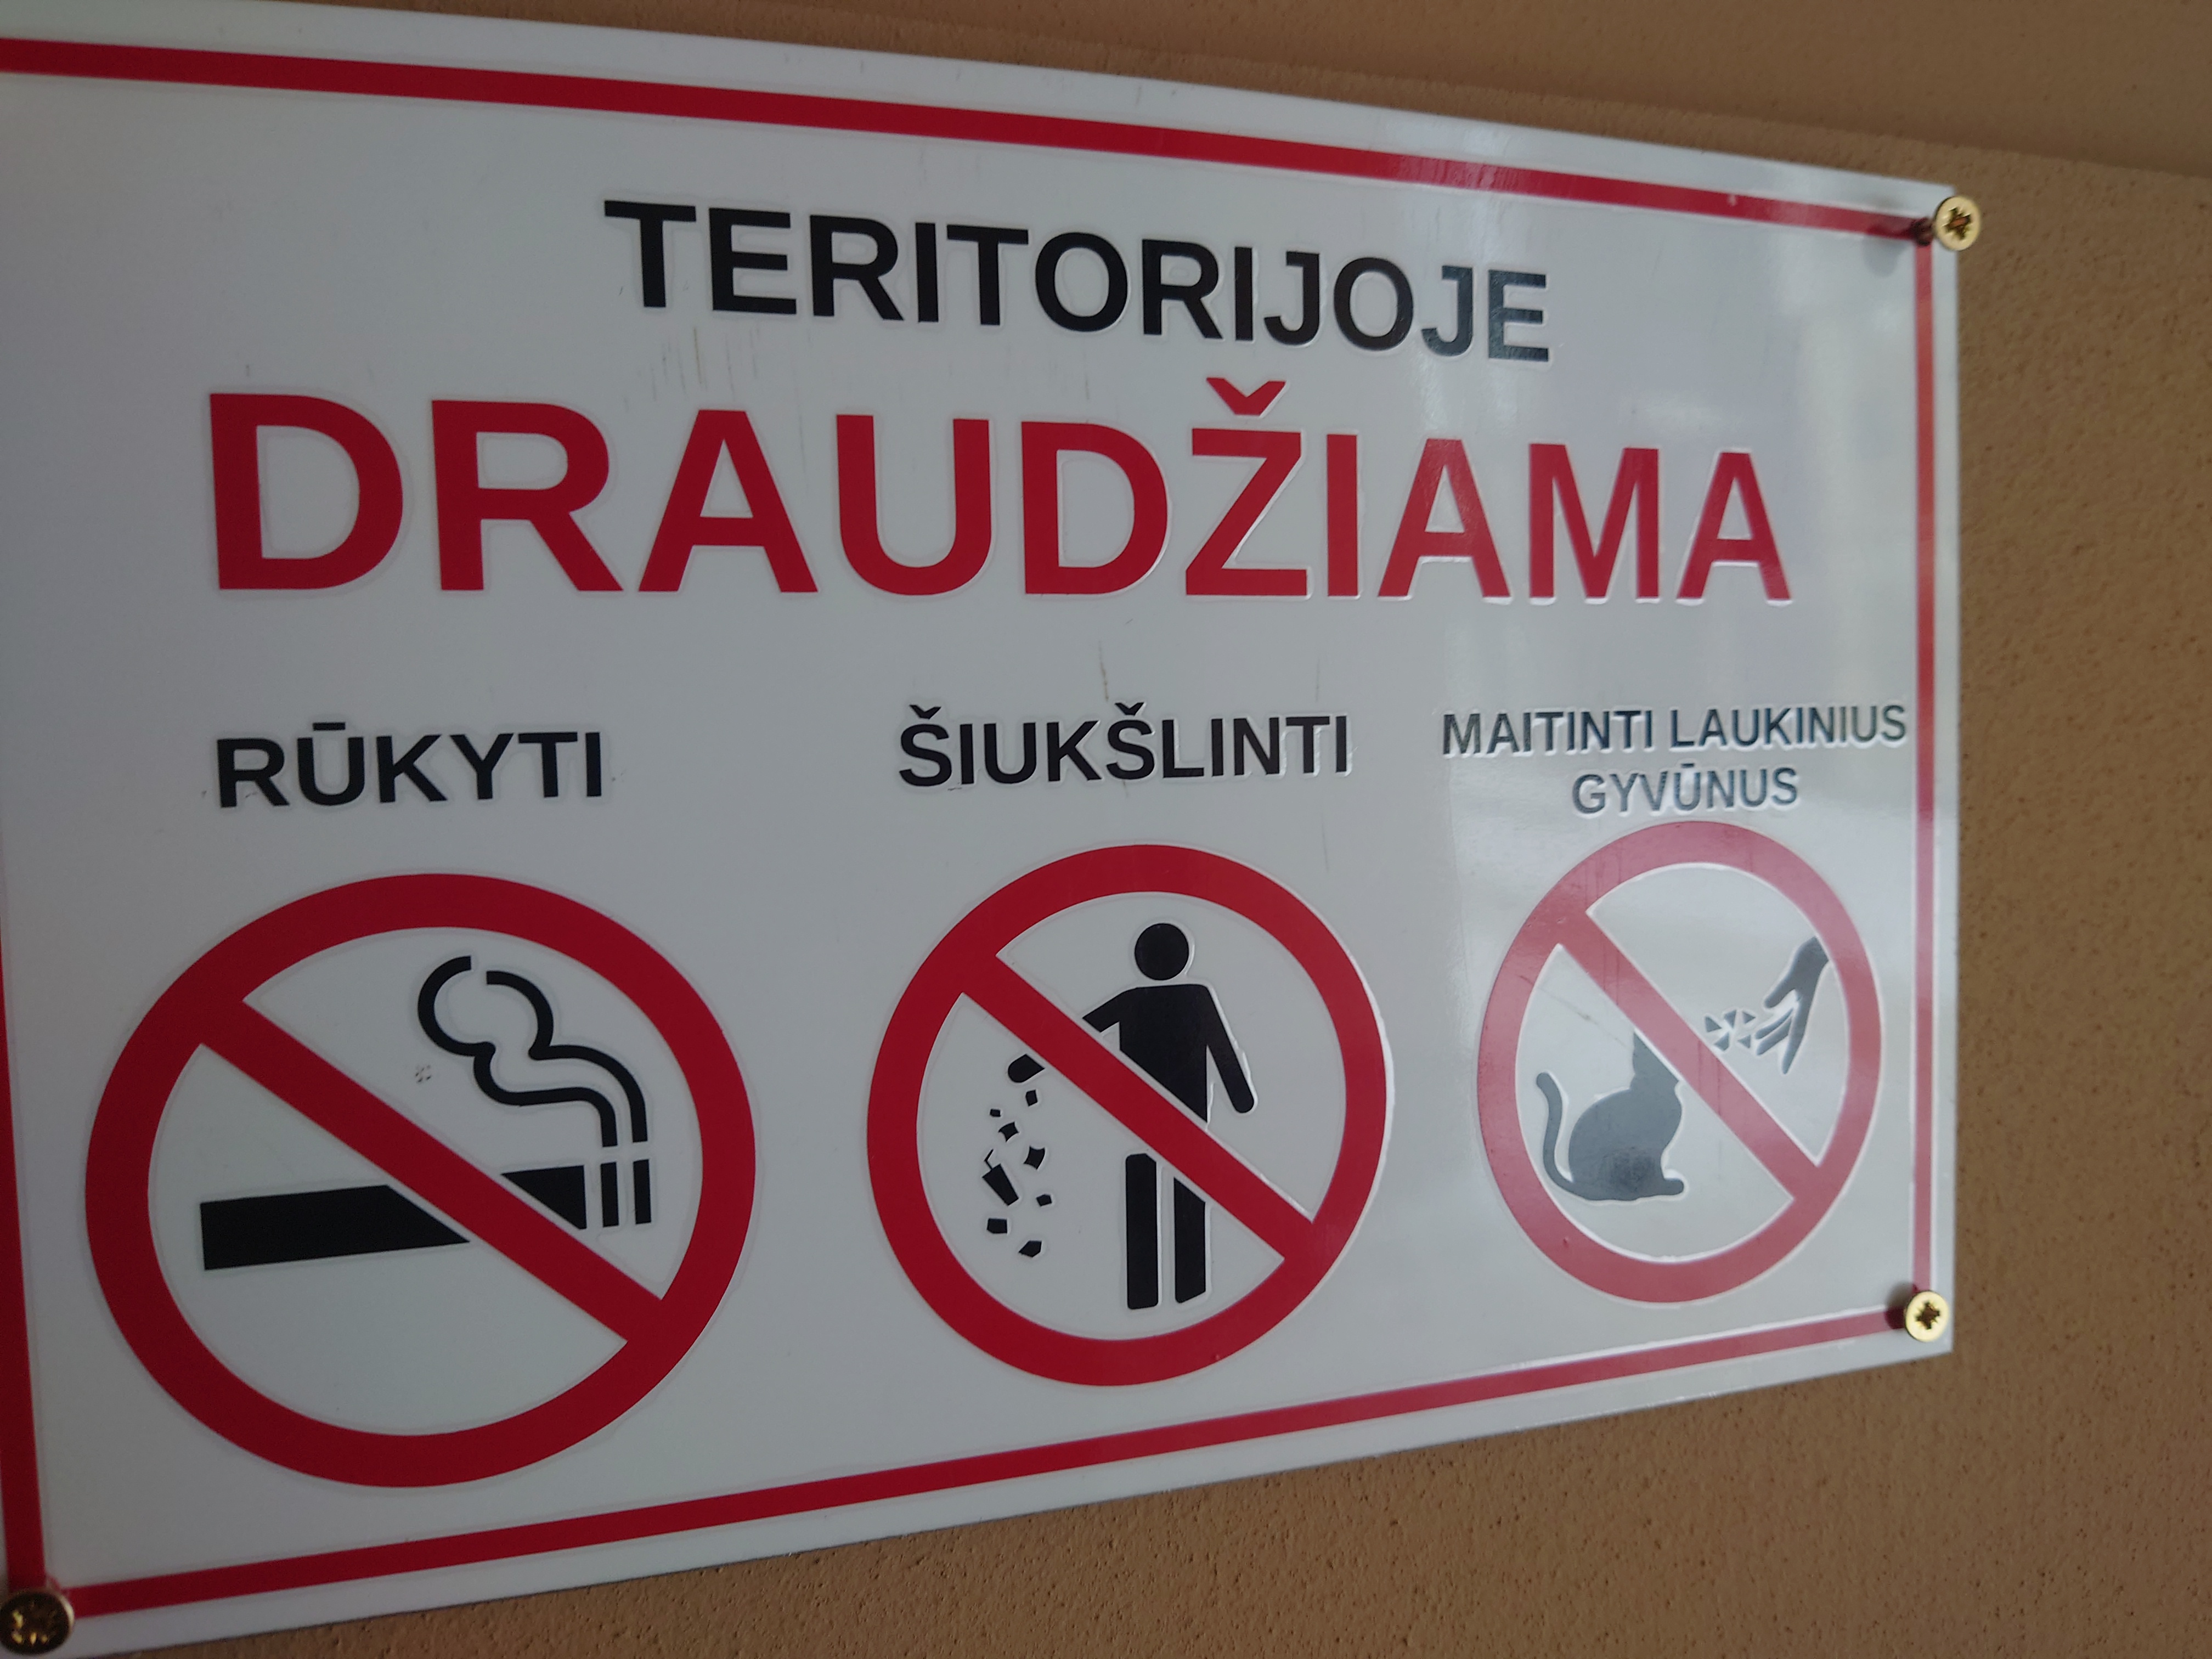 TERITORIJOJE
DRAUDŽIAMA
RŪKYTI
ŠIUKŠLINTI
MAITINTI LAUKINIUS
GYVŪNUS